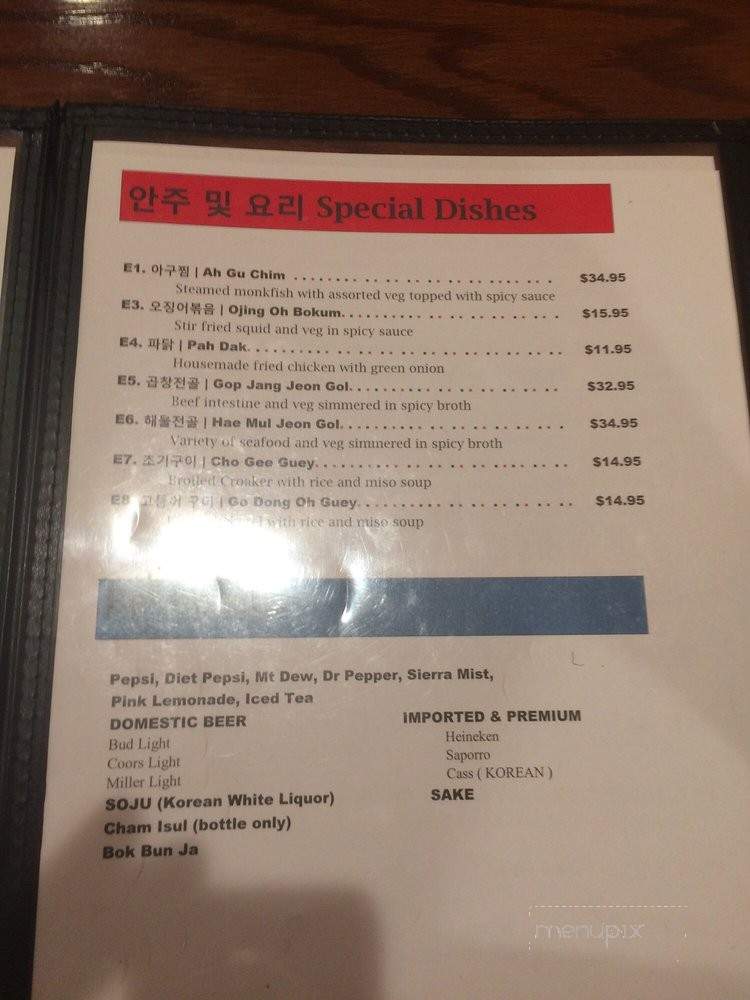 안주 및 요리 Special Dishes
E1. 아구찜 | Ah Gu Chim $34.95
Steamed monkfish with assorted veg topped with spicy sauce
E3. 오징어볶음 | Ojing Oh Bokum $15.95
Stir fried squid and veg in spicy sauce
E4. 파닭 | Pah Dak $11.95
Housemade fried chicken with green onion
E5. 곱창전골 | Gop Jang Jeon Gol $32.95
Beef intestine and veg simmered in spicy broth
E6. 해물전골 | Hae Mul Jeon Gol $34.95
Variety of seafood and veg simmered in spicy broth
E7. 조기구이 | Cho Gee Guey $14.95
Broiled Croaker with rice and miso soup
E8. 고등어 구이 | Go Dong Oh Guey $14.95
with rice and miso soup
Pepsi, Diet Pepsi, Mt Dew, Dr Pepper, Sierra Mist,
Pink Lemonade, Iced Tea
DOMESTIC BEER
Bud Light
Coors Light
Miller Light
SOJU (Korean White Liquor)
Cham Isul (bottle only)
Bok Bun Ja
IMPORTED & PREMIUM
Heineken
Saporro
Cass ( KOREAN )
SAKE
menupix